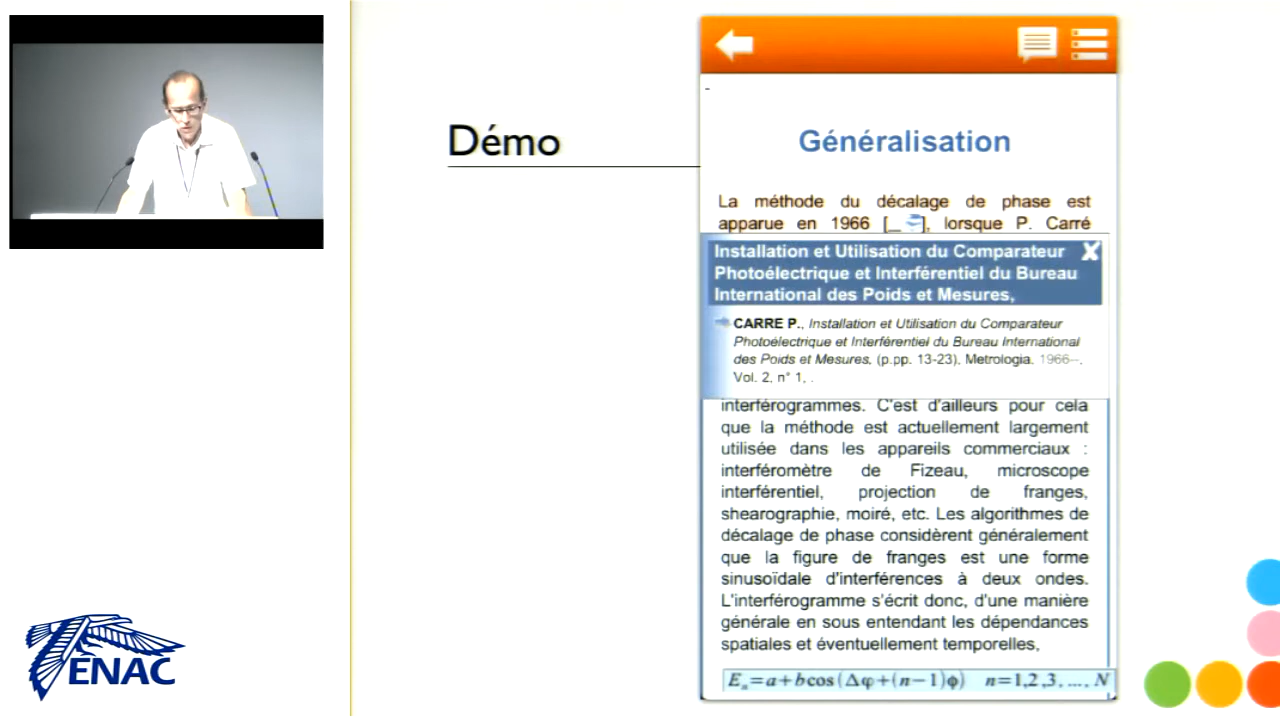 Démo
-
Généralisation
La méthode du décalage de phase est
apparue en 1966 [_ ], lorsque P. Carré
Installation et Utilisation du Comparateur
Photoélectrique et Interférentiel du Bureau
International des Poids et Mesures,
CARRE P., Installation et Utilisation du Comparateur
Photoélectrique et Interférentiel du Bureau International
des Poids et Mesures, (p.pp. 13-23), Metrologia, 1966--,
Vol. 2, n° 1, .
interférogrammes. C'est d'ailleurs pour cela
que la méthode est actuellement largement
utilisée dans les appareils commerciaux :
interféromètre de Fizeau, microscope
interférentiel, projection de franges,
shearographie, moiré, etc. Les algorithmes de
décalage de phase considèrent généralement
que la figure de franges est une forme
sinusoïdale d'interférences à deux ondes.
L'interférogramme s'écrit donc, d'une manière
générale en sous entendant les dépendances
spatiales et éventuellement temporelles,
Eₙ=a+bcos(Δφ+(n−1)ϕ) n=1,2,3,...,N
ENAC